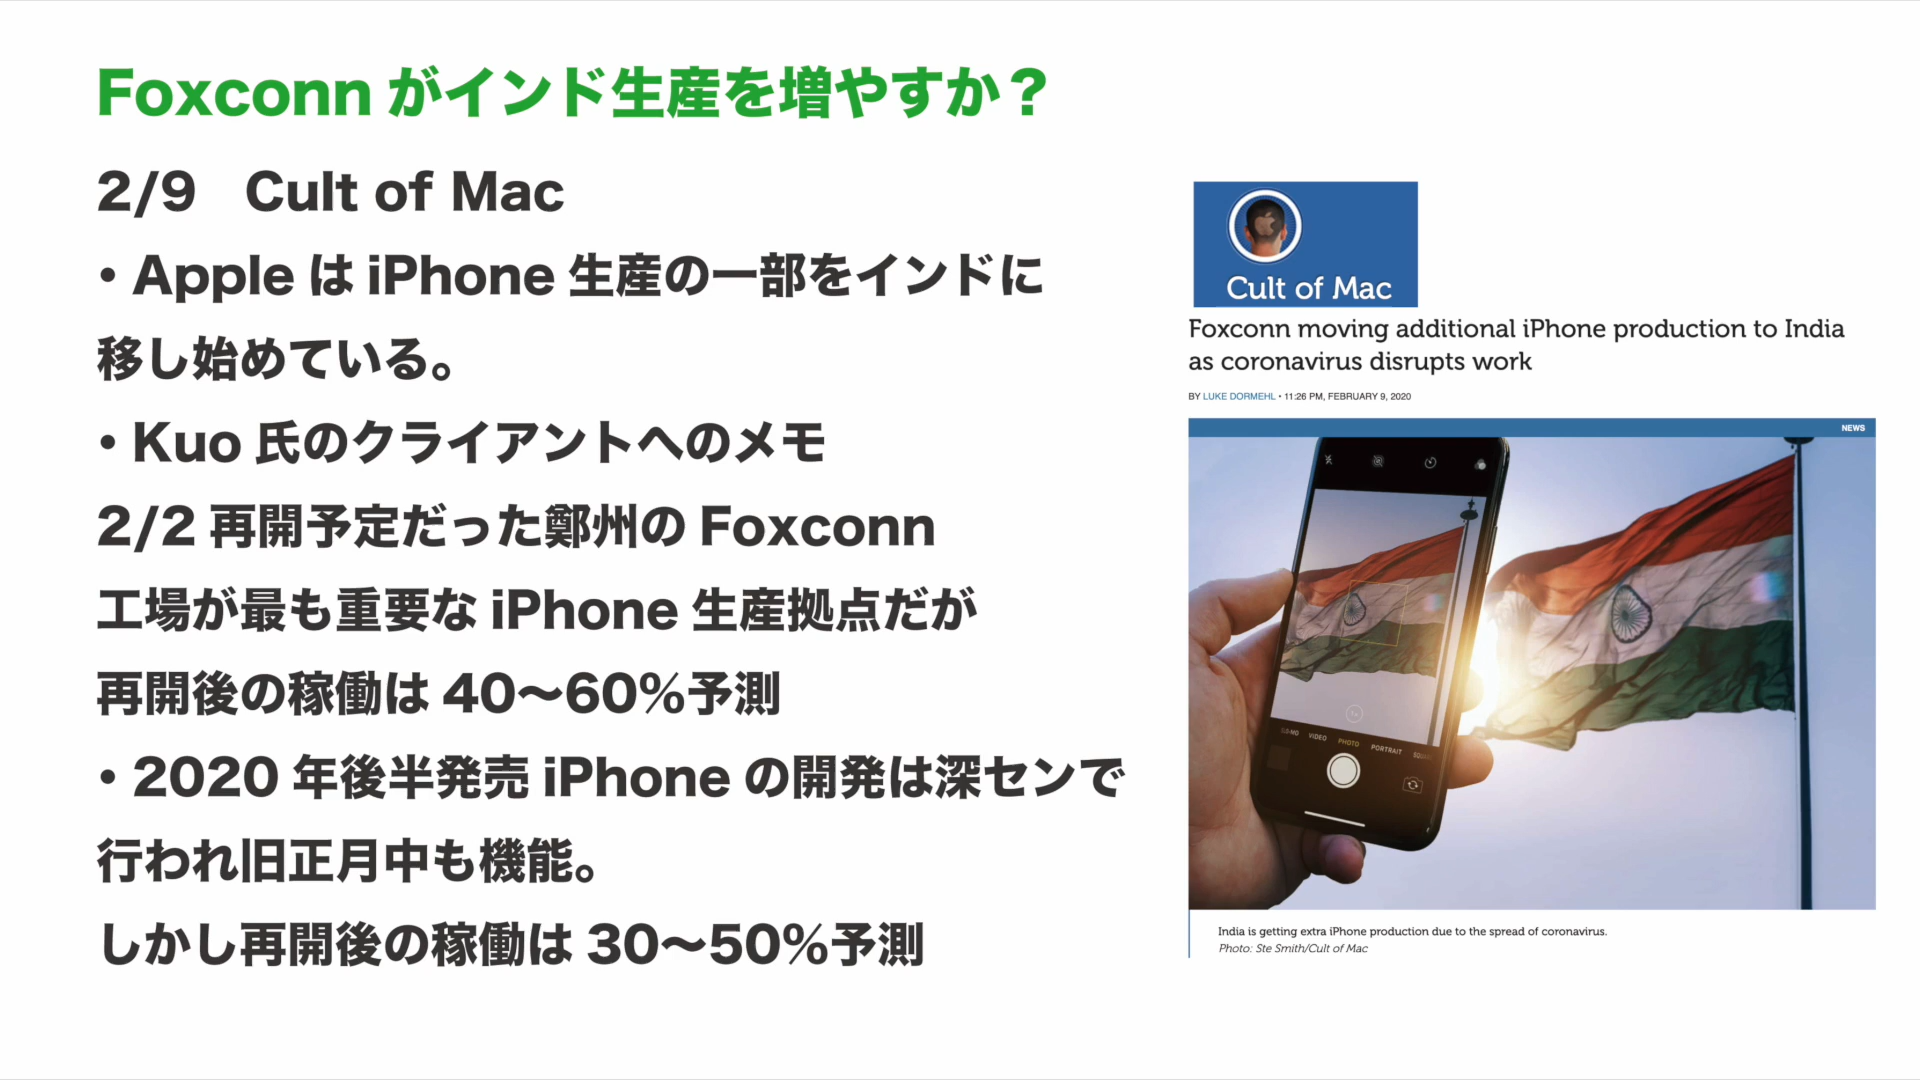 Foxconn がインド生産を増やすか？
2/9　Cult of Mac
・Apple は iPhone 生産の一部をインドに
移し始めている。
・Kuo 氏のクライアントへのメモ
2/2 再開予定だった鄭州の Foxconn
工場が最も重要な iPhone 生産拠点だが
再開後の稼働は 40〜60%予測
・2020 年後半発売 iPhone の開発は深センで
行われ旧正月中も機能。
しかし再開後の稼働は 30〜50%予測
Cult of Mac
Foxconn moving additional iPhone production to India
as coronavirus disrupts work
BY LUKE DORMEHL • 11:26 PM, FEBRUARY 9, 2020
NEWS
VIDEO PHOTO PORTRAIT
India is getting extra iPhone production due to the spread of coronavirus.
Photo: Ste Smith/Cult of Mac